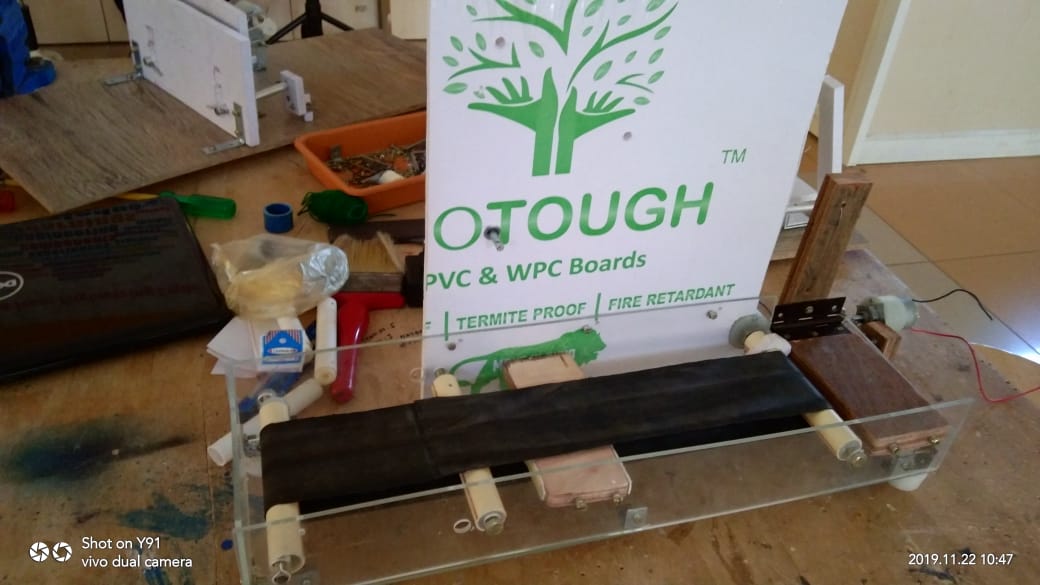 TM
OTOUGH
PVC & WPC Boards
TERMITE PROOF | FIRE RETARDANT
DELL
Shot on Y91
vivo dual camera
2019.11.22 10:47